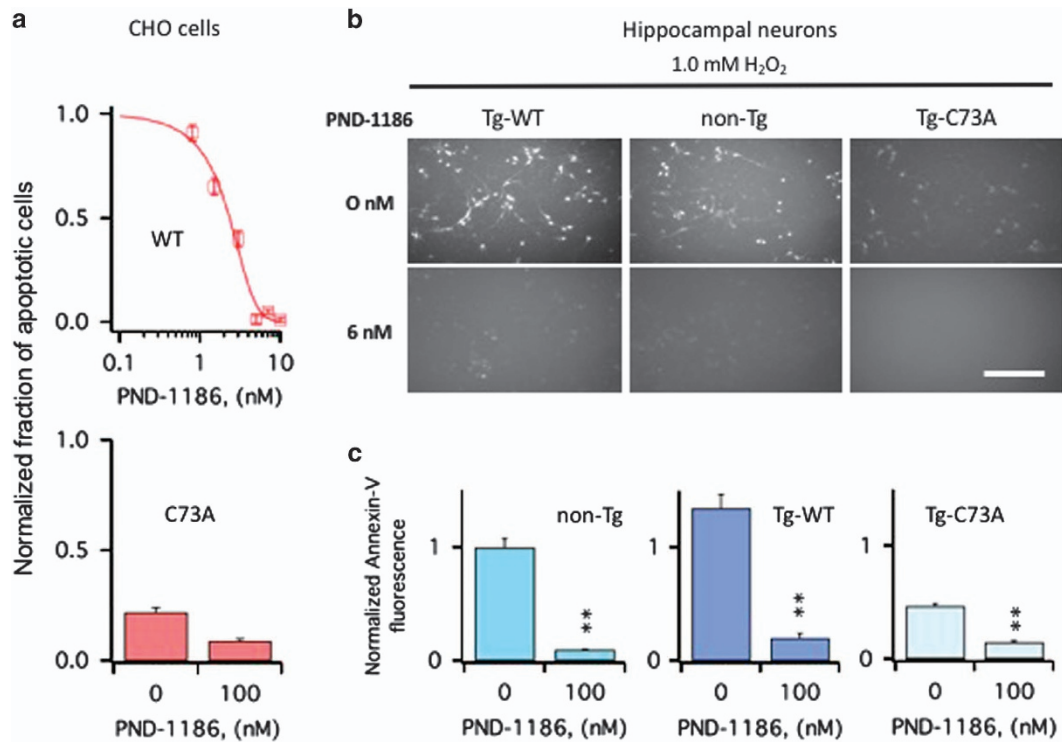 a
CHO cells
Normalized fraction of apoptotic cells
1.0
0.5
0.0
WT
0.1 1 10
PND-1186, (nM)
1.0
0.5
0.0
C73A
0 100
PND-1186, (nM)
b
Hippocampal neurons
1.0 mM H₂O₂
PND-1186 Tg-WT non-Tg Tg-C73A
0 nM
6 nM
c
Normalized Annexin-V
fluorescence
1
0
non-Tg
**
0 100
PND-1186, (nM)
1
0
Tg-WT
**
0 100
PND-1186, (nM)
1
0
Tg-C73A
**
0 100
PND-1186, (nM)